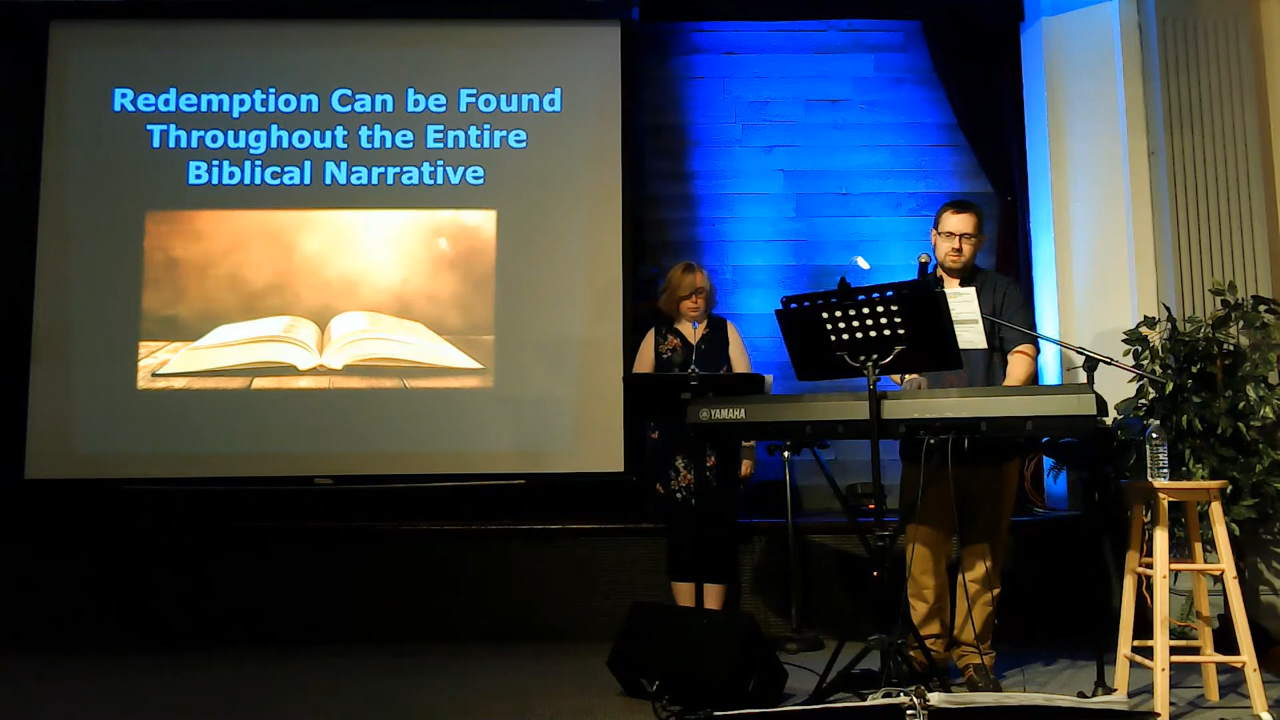 Redemption Can be Found
Throughout the Entire
Biblical Narrative
YAMAHA